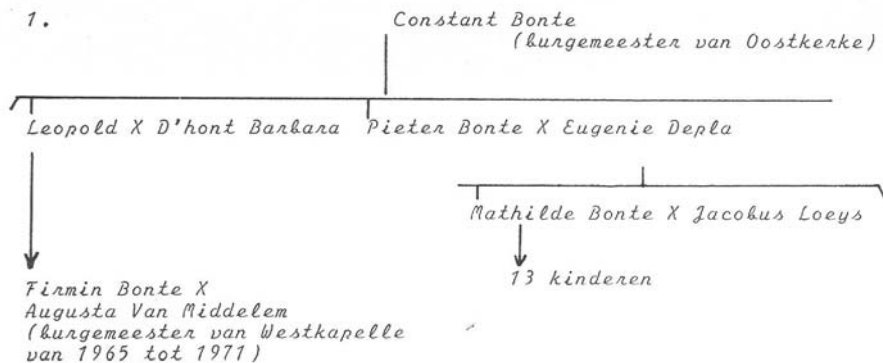 1.
Constant Bonte
(burgemeester van Oostkerke)
Leopold X D'hont Barbara
Pieter Bonte X Eugenie Depla
Mathilde Bonte X Jacobus Loeys
13 kinderen
Firmin Bonte X
Augusta Van Middelem
(burgemeester van Westkapelle
van 1965 tot 1971)